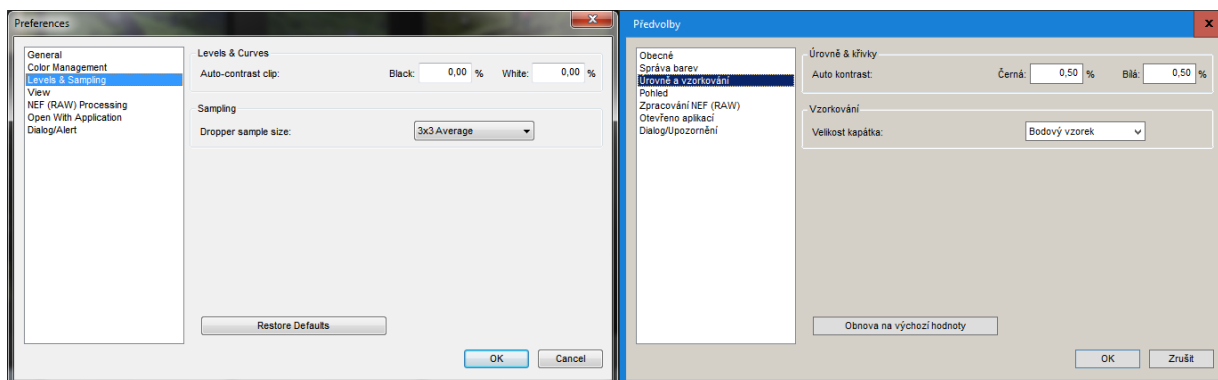 Preferences
General
Color Management
Levels & Sampling
View
NEF (RAW) Processing
Open With Application
Dialog/Alert
Levels & Curves
Auto-contrast clip: Black: 0,00 % White: 0,00 %
Sampling
Dropper sample size: 3x3 Average
Restore Defaults
OK Cancel
Předvolby
Obecné
Správa barev
Úrovně a vzorkování
Pohled
Zpracování NEF (RAW)
Otevřeno aplikací
Dialog/Upozornění
Úrovně & křivky
Auto kontrast: Černá: 0,50 % Bílá: 0,50 %
Vzorkování
Velikost kapátka: Bodový vzorek
Obnova na výchozí hodnoty
OK Zrušit